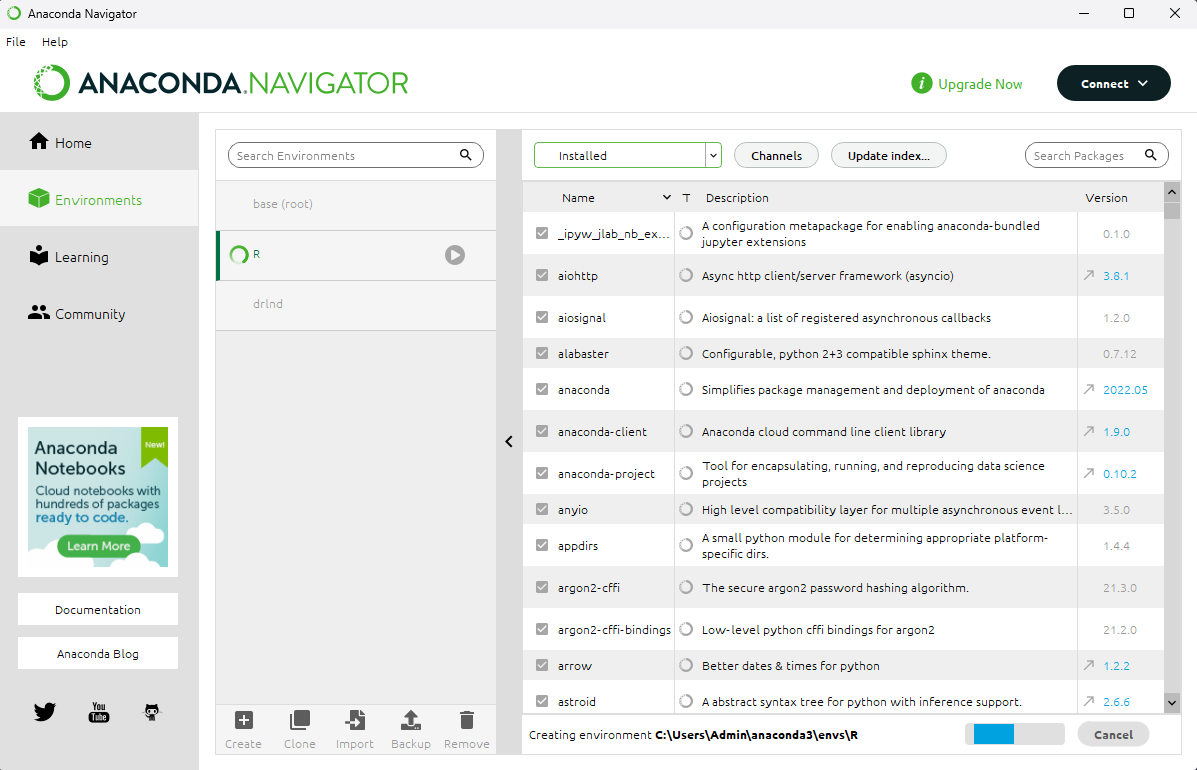 Anaconda Navigator
File Help
ANACONDA.NAVIGATOR
i Upgrade Now
Connect
Home
Environments
Learning
Community
New!
Anaconda
Notebooks
Cloud notebooks with
hundreds of packages
ready to code.
Learn More
Documentation
Anaconda Blog
You
Tube
Search Environments
base (root)
R
drlnd
Create Clone Import Backup Remove
Installed Channels Update index... Search Packages
Name T Description Version
_ipyw_jlab_nb_ex... A configuration metapackage for enabling anaconda-bundled
jupyter extensions 0.1.0
aiohttp Async http client/server framework (asyncio) 3.8.1
aiosignal Aiosignal: a list of registered asynchronous callbacks 1.2.0
alabaster Configurable, python 2+3 compatible sphinx theme. 0.7.12
anaconda Simplifies package management and deployment of anaconda 2022.05
anaconda-client Anaconda cloud command line client library 1.9.0
anaconda-project Tool for encapsulating, running, and reproducing data science
projects 0.10.2
anyio High level compatibility layer for multiple asynchronous event l... 3.5.0
appdirs A small python module for determining appropriate platform-
specific dirs. 1.4.4
argon2-cffi The secure argon2 password hashing algorithm. 21.3.0
argon2-cffi-bindings Low-level python cffi bindings for argon2 21.2.0
arrow Better dates & times for python 1.2.2
astroid A abstract syntax tree for python with inference support. 2.6.6
Creating environment C:\Users\Admin\anaconda3\envs\R Cancel